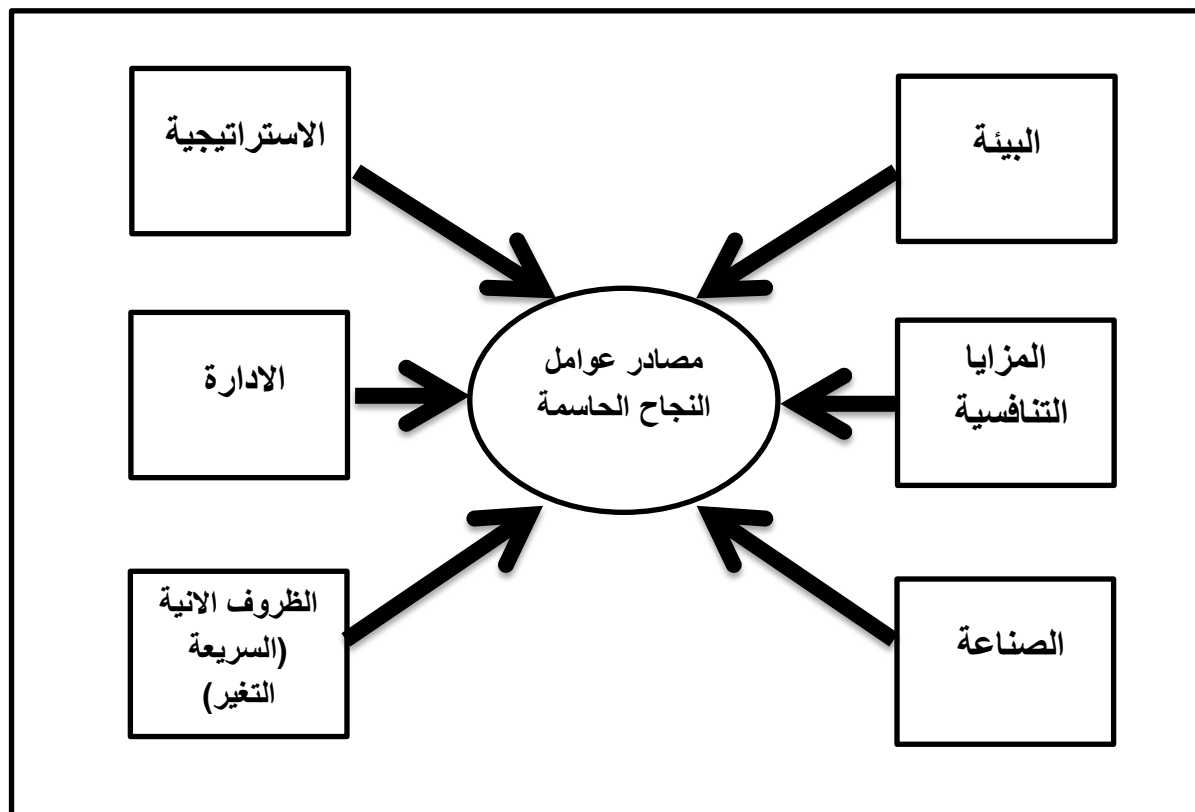 البيئة
الاستراتيجية
المزايا
التنافسية
مصادر عوامل
النجاح الحاسمة
الادارة
الصناعة
الظروف الانية
(السريعة
التغير)